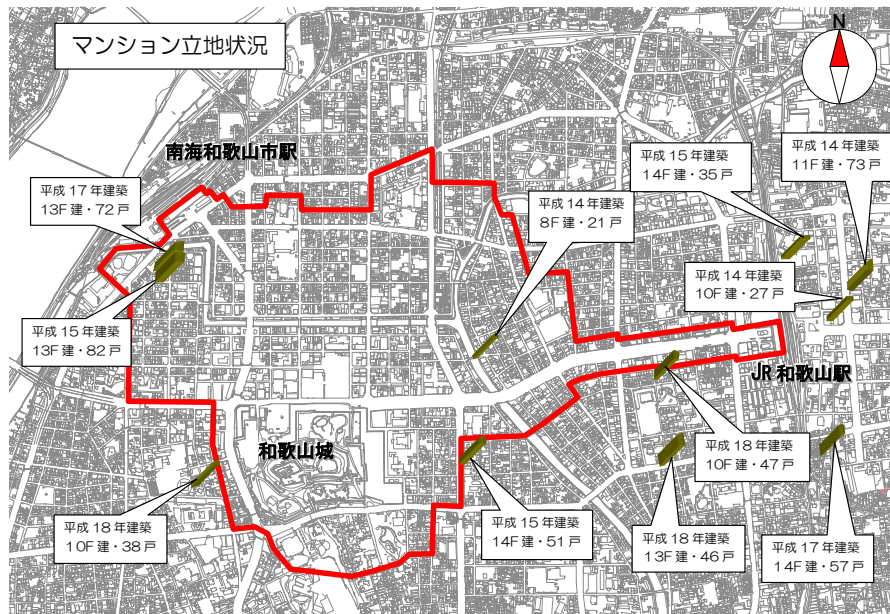 マンション立地状況
N
南海和歌山市駅
平成17年建築
13F建・72戸
平成14年建築
8F建・21戸
平成15年建築
14F建・35戸
平成14年建築
11F建・73戸
平成14年建築
10F建・27戸
平成15年建築
13F建・82戸
JR和歌山駅
和歌山城
平成18年建築
10F建・47戸
平成18年建築
10F建・38戸
平成15年建築
14F建・51戸
平成18年建築
13F建・46戸
平成17年建築
14F建・57戸